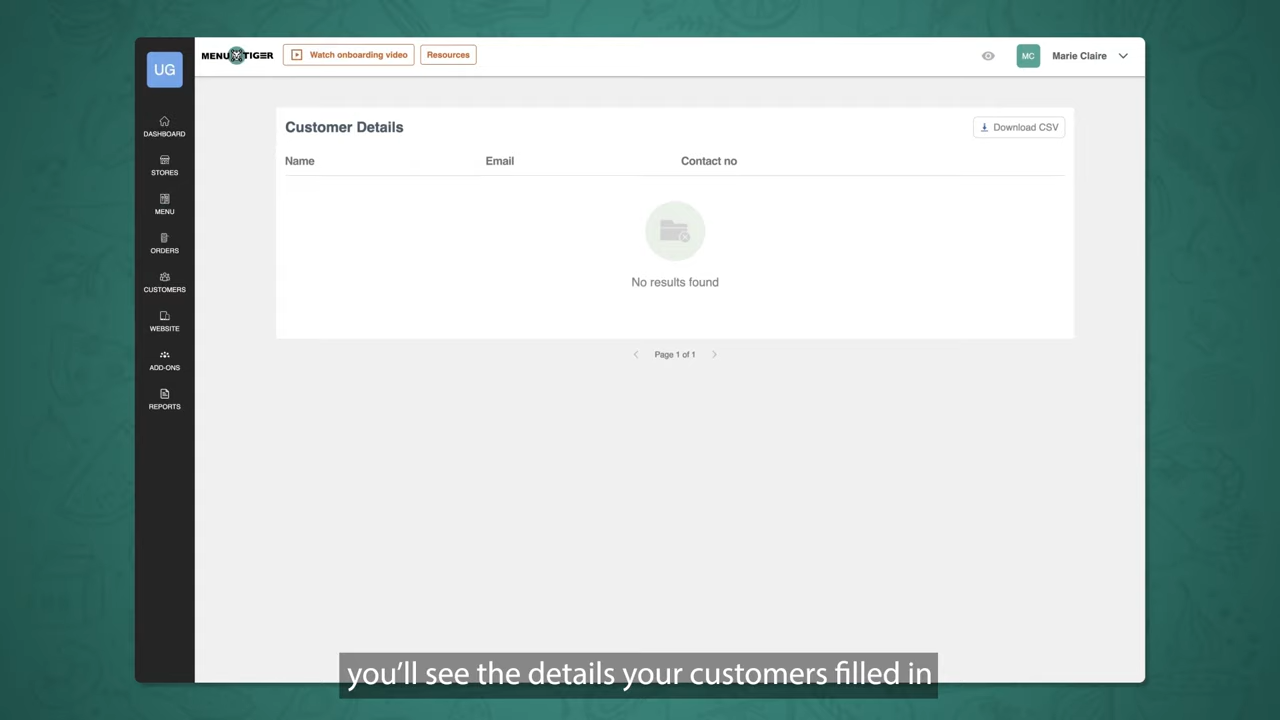 UG
MENU TIGER
Watch onboarding video
Resources
MC
Marie Claire
DASHBOARD
STORES
MENU
ORDERS
CUSTOMERS
WEBSITE
ADD-ONS
REPORTS
Customer Details
Download CSV
Name Email Contact no
No results found
Page 1 of 1
you’ll see the details your customers filled in